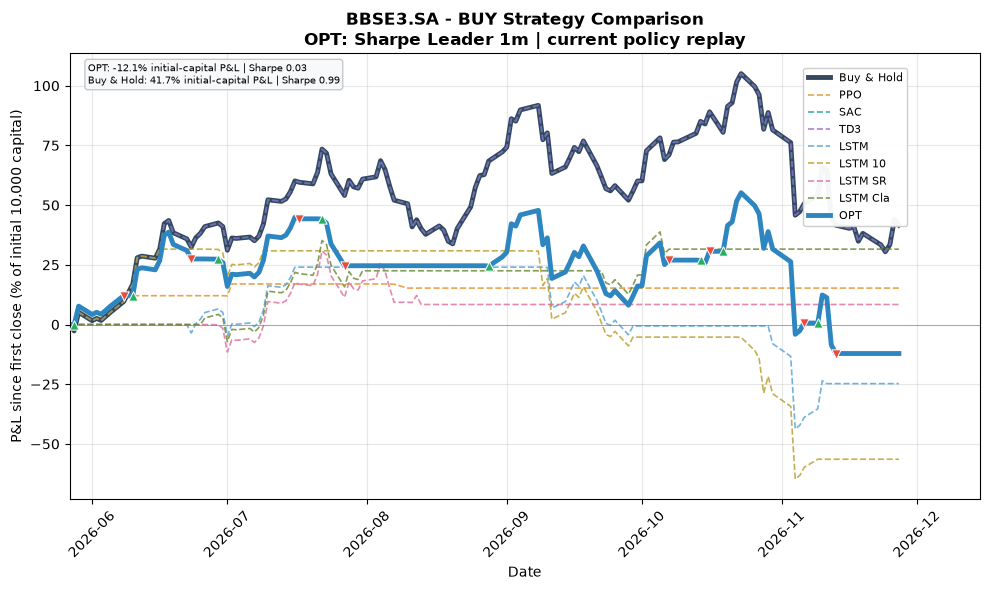 BBSE3.SA - BUY Strategy Comparison
OPT: Sharpe Leader 1m | current policy replay
OPT: -12.1% initial-capital P&L | Sharpe 0.03
Buy & Hold: 41.7% initial-capital P&L | Sharpe 0.99
Buy & Hold
PPO
SAC
TD3
LSTM
LSTM 10
LSTM SR
LSTM Cla
OPT
P&L since first close (% of initial 10,000 capital)
100
75
50
25
0
−25
−50
2026-06
2026-07
2026-08
2026-09
2026-10
2026-11
2026-12
Date